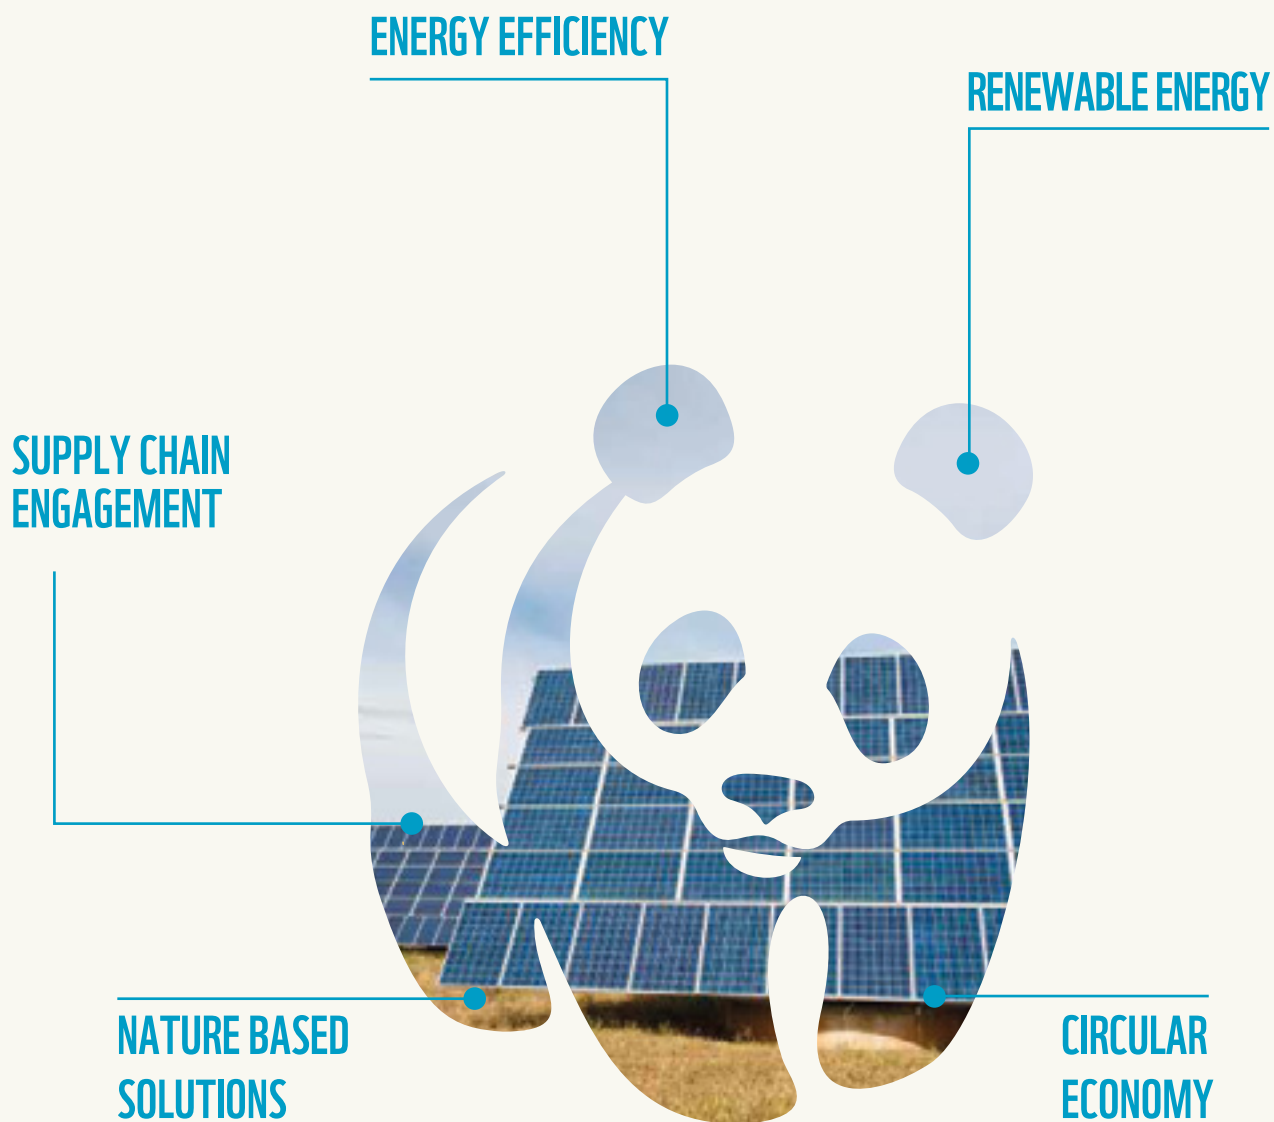 ENERGY EFFICIENCY
RENEWABLE ENERGY
SUPPLY CHAIN
ENGAGEMENT
NATURE BASED
SOLUTIONS
CIRCULAR
ECONOMY